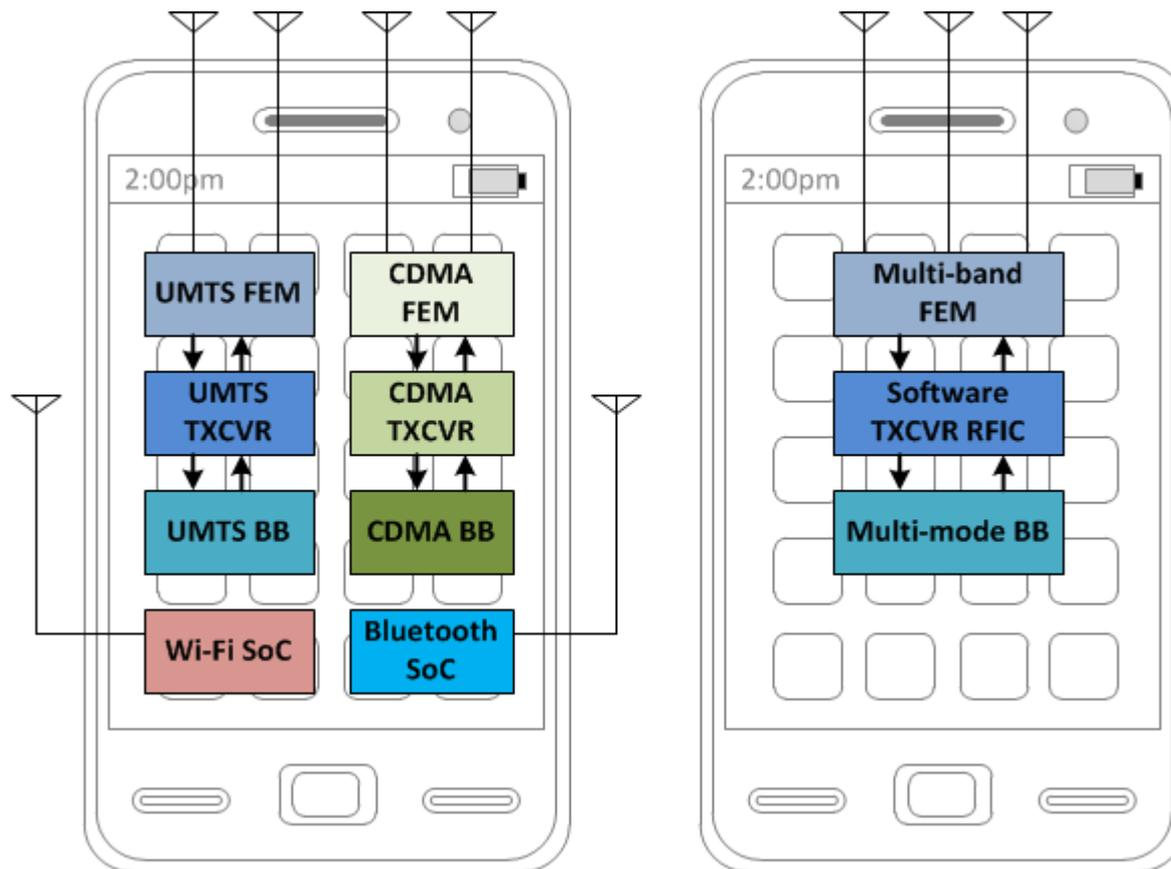 2:00pm
UMTS FEM
CDMA
FEM
UMTS
TXCVR
CDMA
TXCVR
UMTS BB
CDMA BB
Wi-Fi SoC
Bluetooth
SoC
2:00pm
Multi-band
FEM
Software
TXCVR RFIC
Multi-mode BB